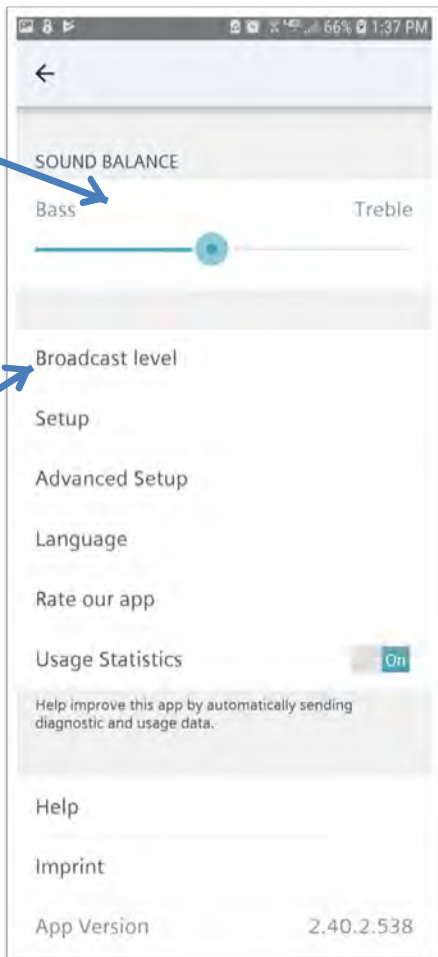 66% 1:37 PM
SOUND BALANCE
Bass Treble
Broadcast level
Setup
Advanced Setup
Language
Rate our app
Usage Statistics On
Help improve this app by automatically sending
diagnostic and usage data.
Help
Imprint
App Version 2.40.2.538